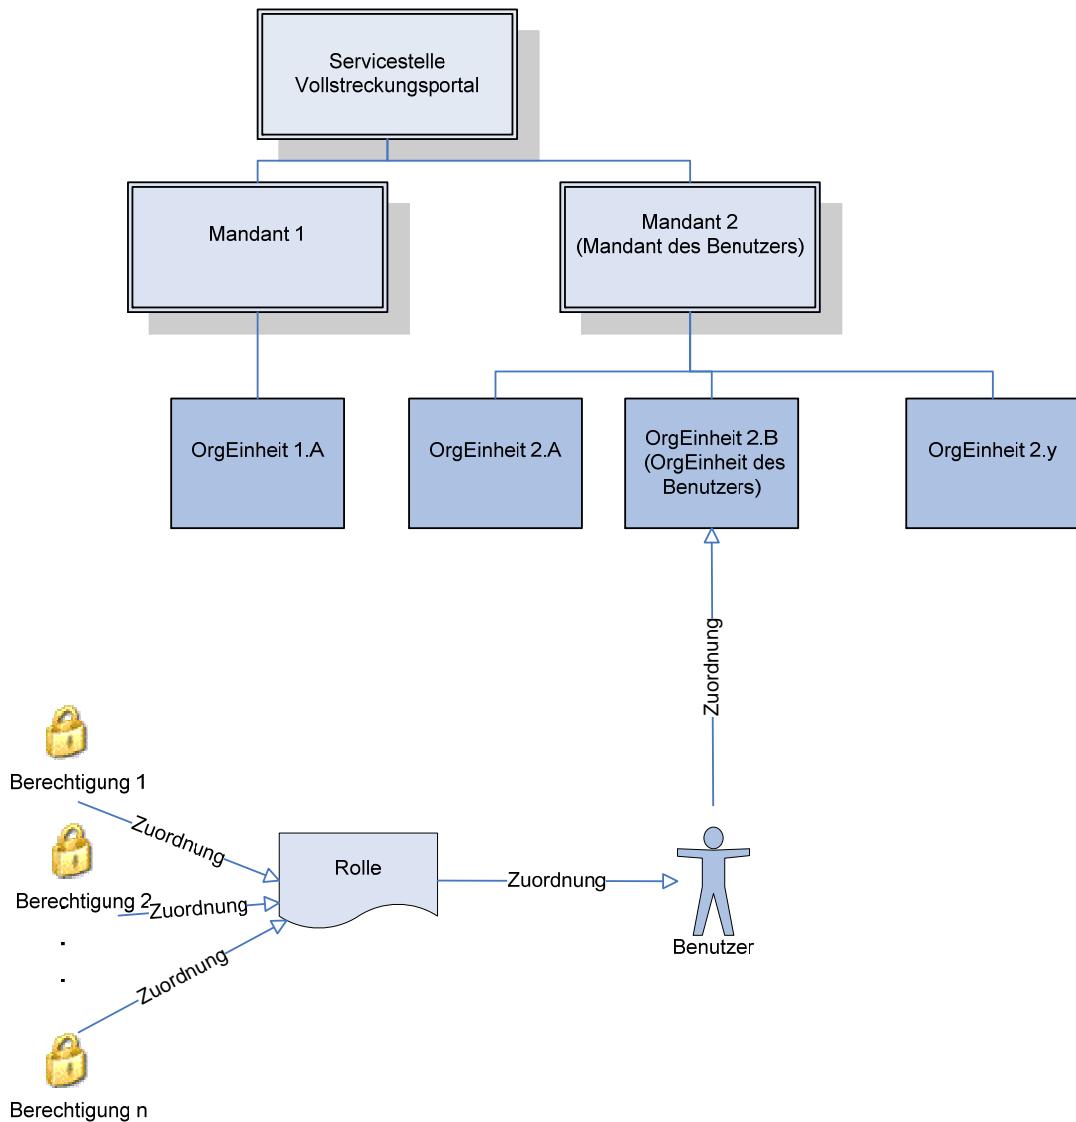 Servicestelle
Vollstreckungsportal
Mandant 1
Mandant 2
(Mandant des Benutzers)
OrgEinheit 1.A
OrgEinheit 2.A
OrgEinheit 2.B
(OrgEinheit des
Benutzers)
OrgEinheit 2.y
Zuordnung
Berechtigung 1
Zuordnung
Berechtigung 2
Zuordnung
.
.
.
Zuordnung
Berechtigung n
Rolle
Zuordnung
Benutzer